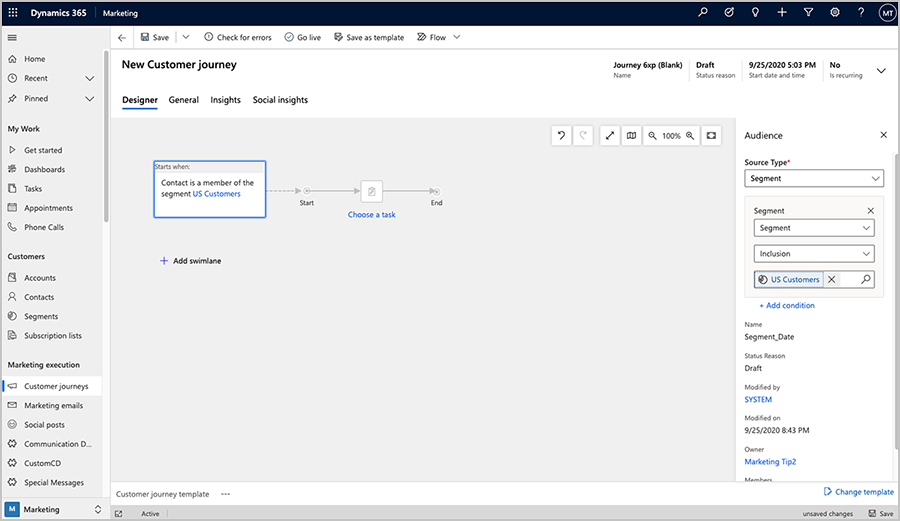 Dynamics 365 Marketing MT
Save Check for errors Go live Save as template Flow
Home
Recent
Pinned
My Work
Get started
Dashboards
Tasks
Appointments
Phone Calls
Customers
Accounts
Contacts
Segments
Subscription lists
Marketing execution
Customer journeys
Marketing emails
Social posts
Communication D...
CustomCD
Special Messages
M Marketing
New Customer journey
Journey 6xp (Blank) Draft 9/25/2020 5:03 PM No
Name Status reason Start date and time Is recurring
Designer General Insights Social insights
100%
Starts when:
Contact is a member of the
segment US Customers
Start
Choose a task
End
+ Add swimlane
Audience
Source Type*
Segment
Segment
Segment
Inclusion
US Customers
+ Add condition
Name
Segment_Date
Status Reason
Draft
Modified by
SYSTEM
Modified on
9/25/2020 8:43 PM
Owner
Marketing Tip2
Members
Customer journey template ---
Change template
Active
unsaved changes Save